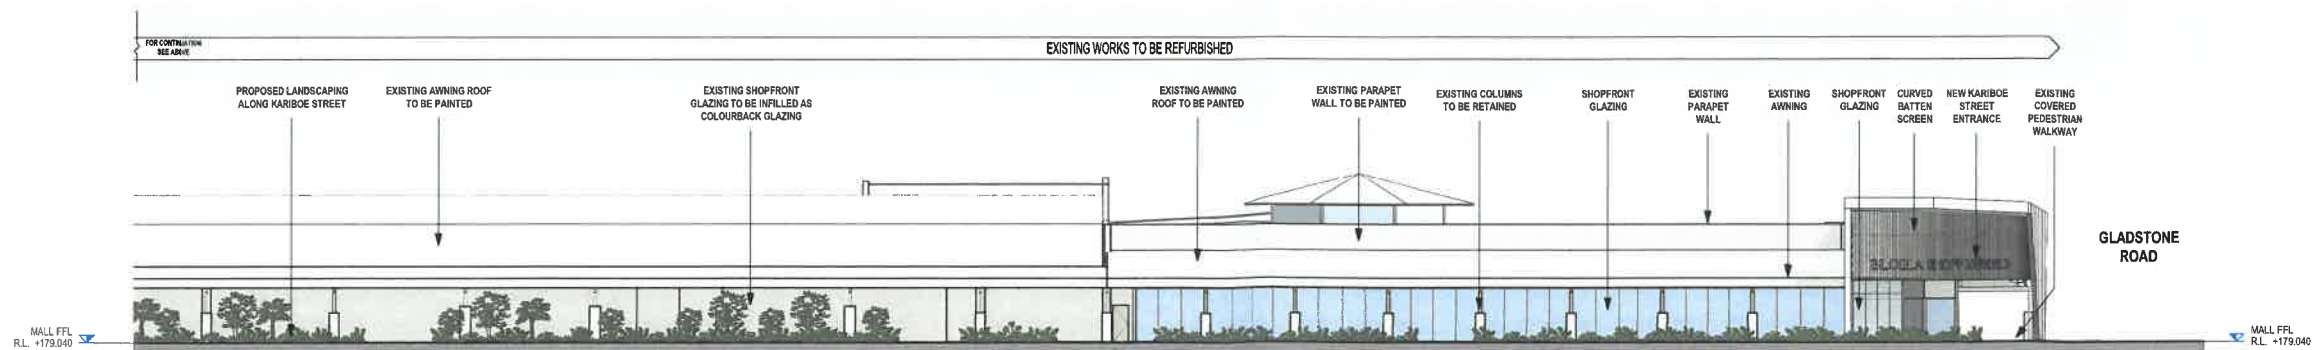 FOR CONTINUATION
SEE ABOVE
EXISTING WORKS TO BE REFURBISHED
PROPOSED LANDSCAPING
ALONG KARIBOE STREET
EXISTING AWNING ROOF
TO BE PAINTED
EXISTING SHOPFRONT
GLAZING TO BE INFILLED AS
COLOURBACK GLAZING
EXISTING AWNING
ROOF TO BE PAINTED
EXISTING PARAPET
WALL TO BE PAINTED
EXISTING COLUMNS
TO BE RETAINED
SHOPFRONT
GLAZING
EXISTING
PARAPET
WALL
EXISTING
AWNING
SHOPFRONT
GLAZING
CURVED
BATTEN
SCREEN
NEW KARIBOE
STREET
ENTRANCE
EXISTING
COVERED
PEDESTRIAN
WALKWAY
GLADSTONE
ROAD
MALL FFL
R.L. +179.040
MALL FFL
R.L. +179.040